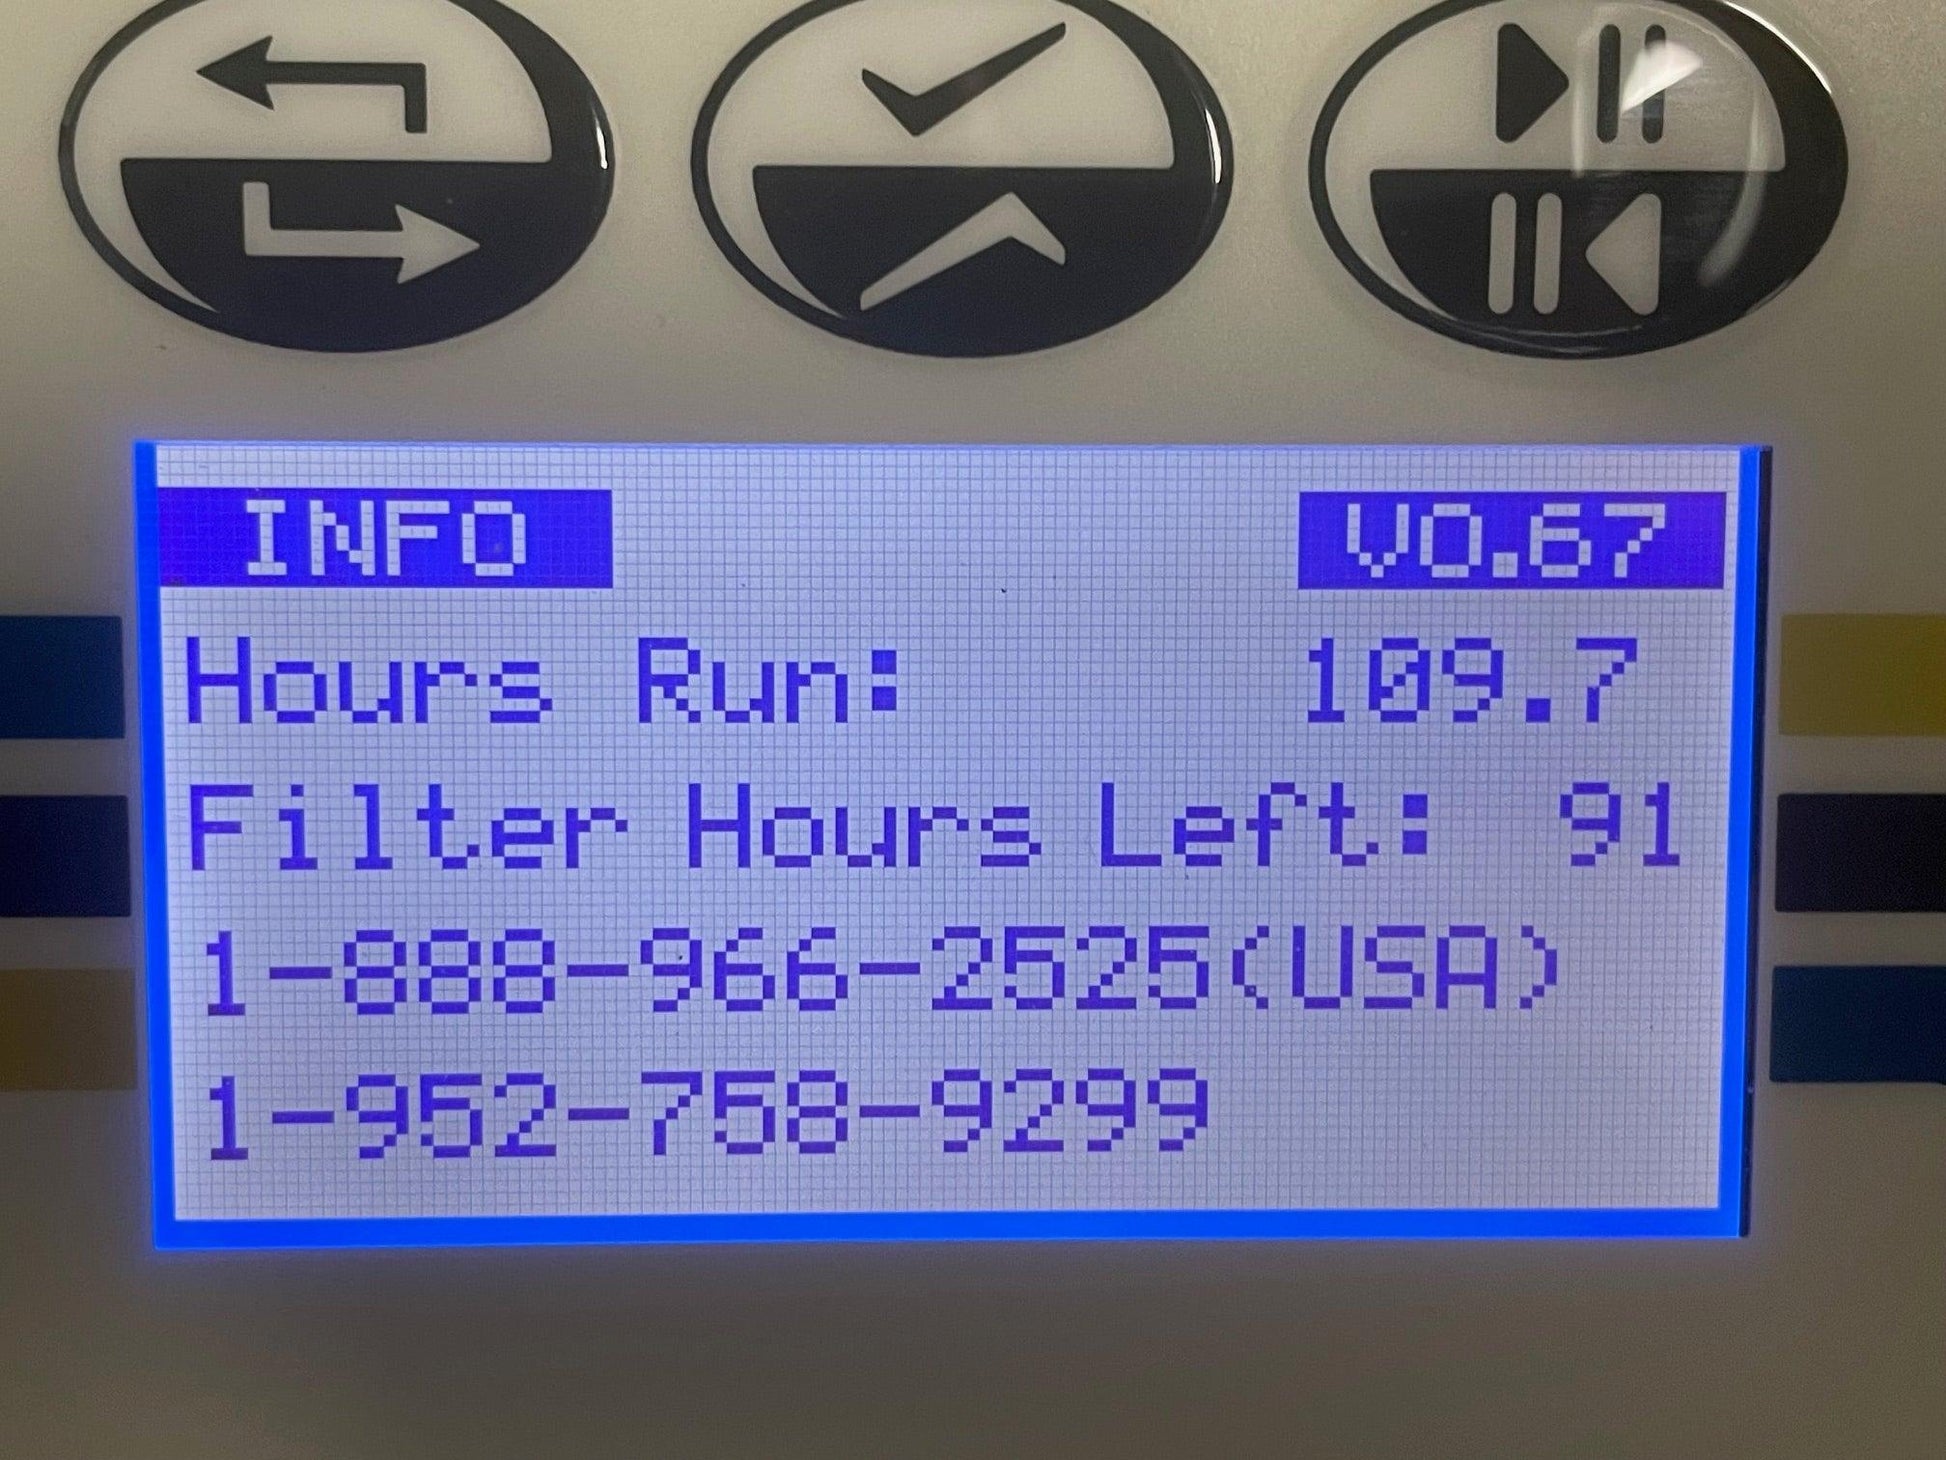 INFO V0.67
Hours Run: 109.7
Filter Hours Left: 91
1-888-966-2525(USA)
1-952-758-9299